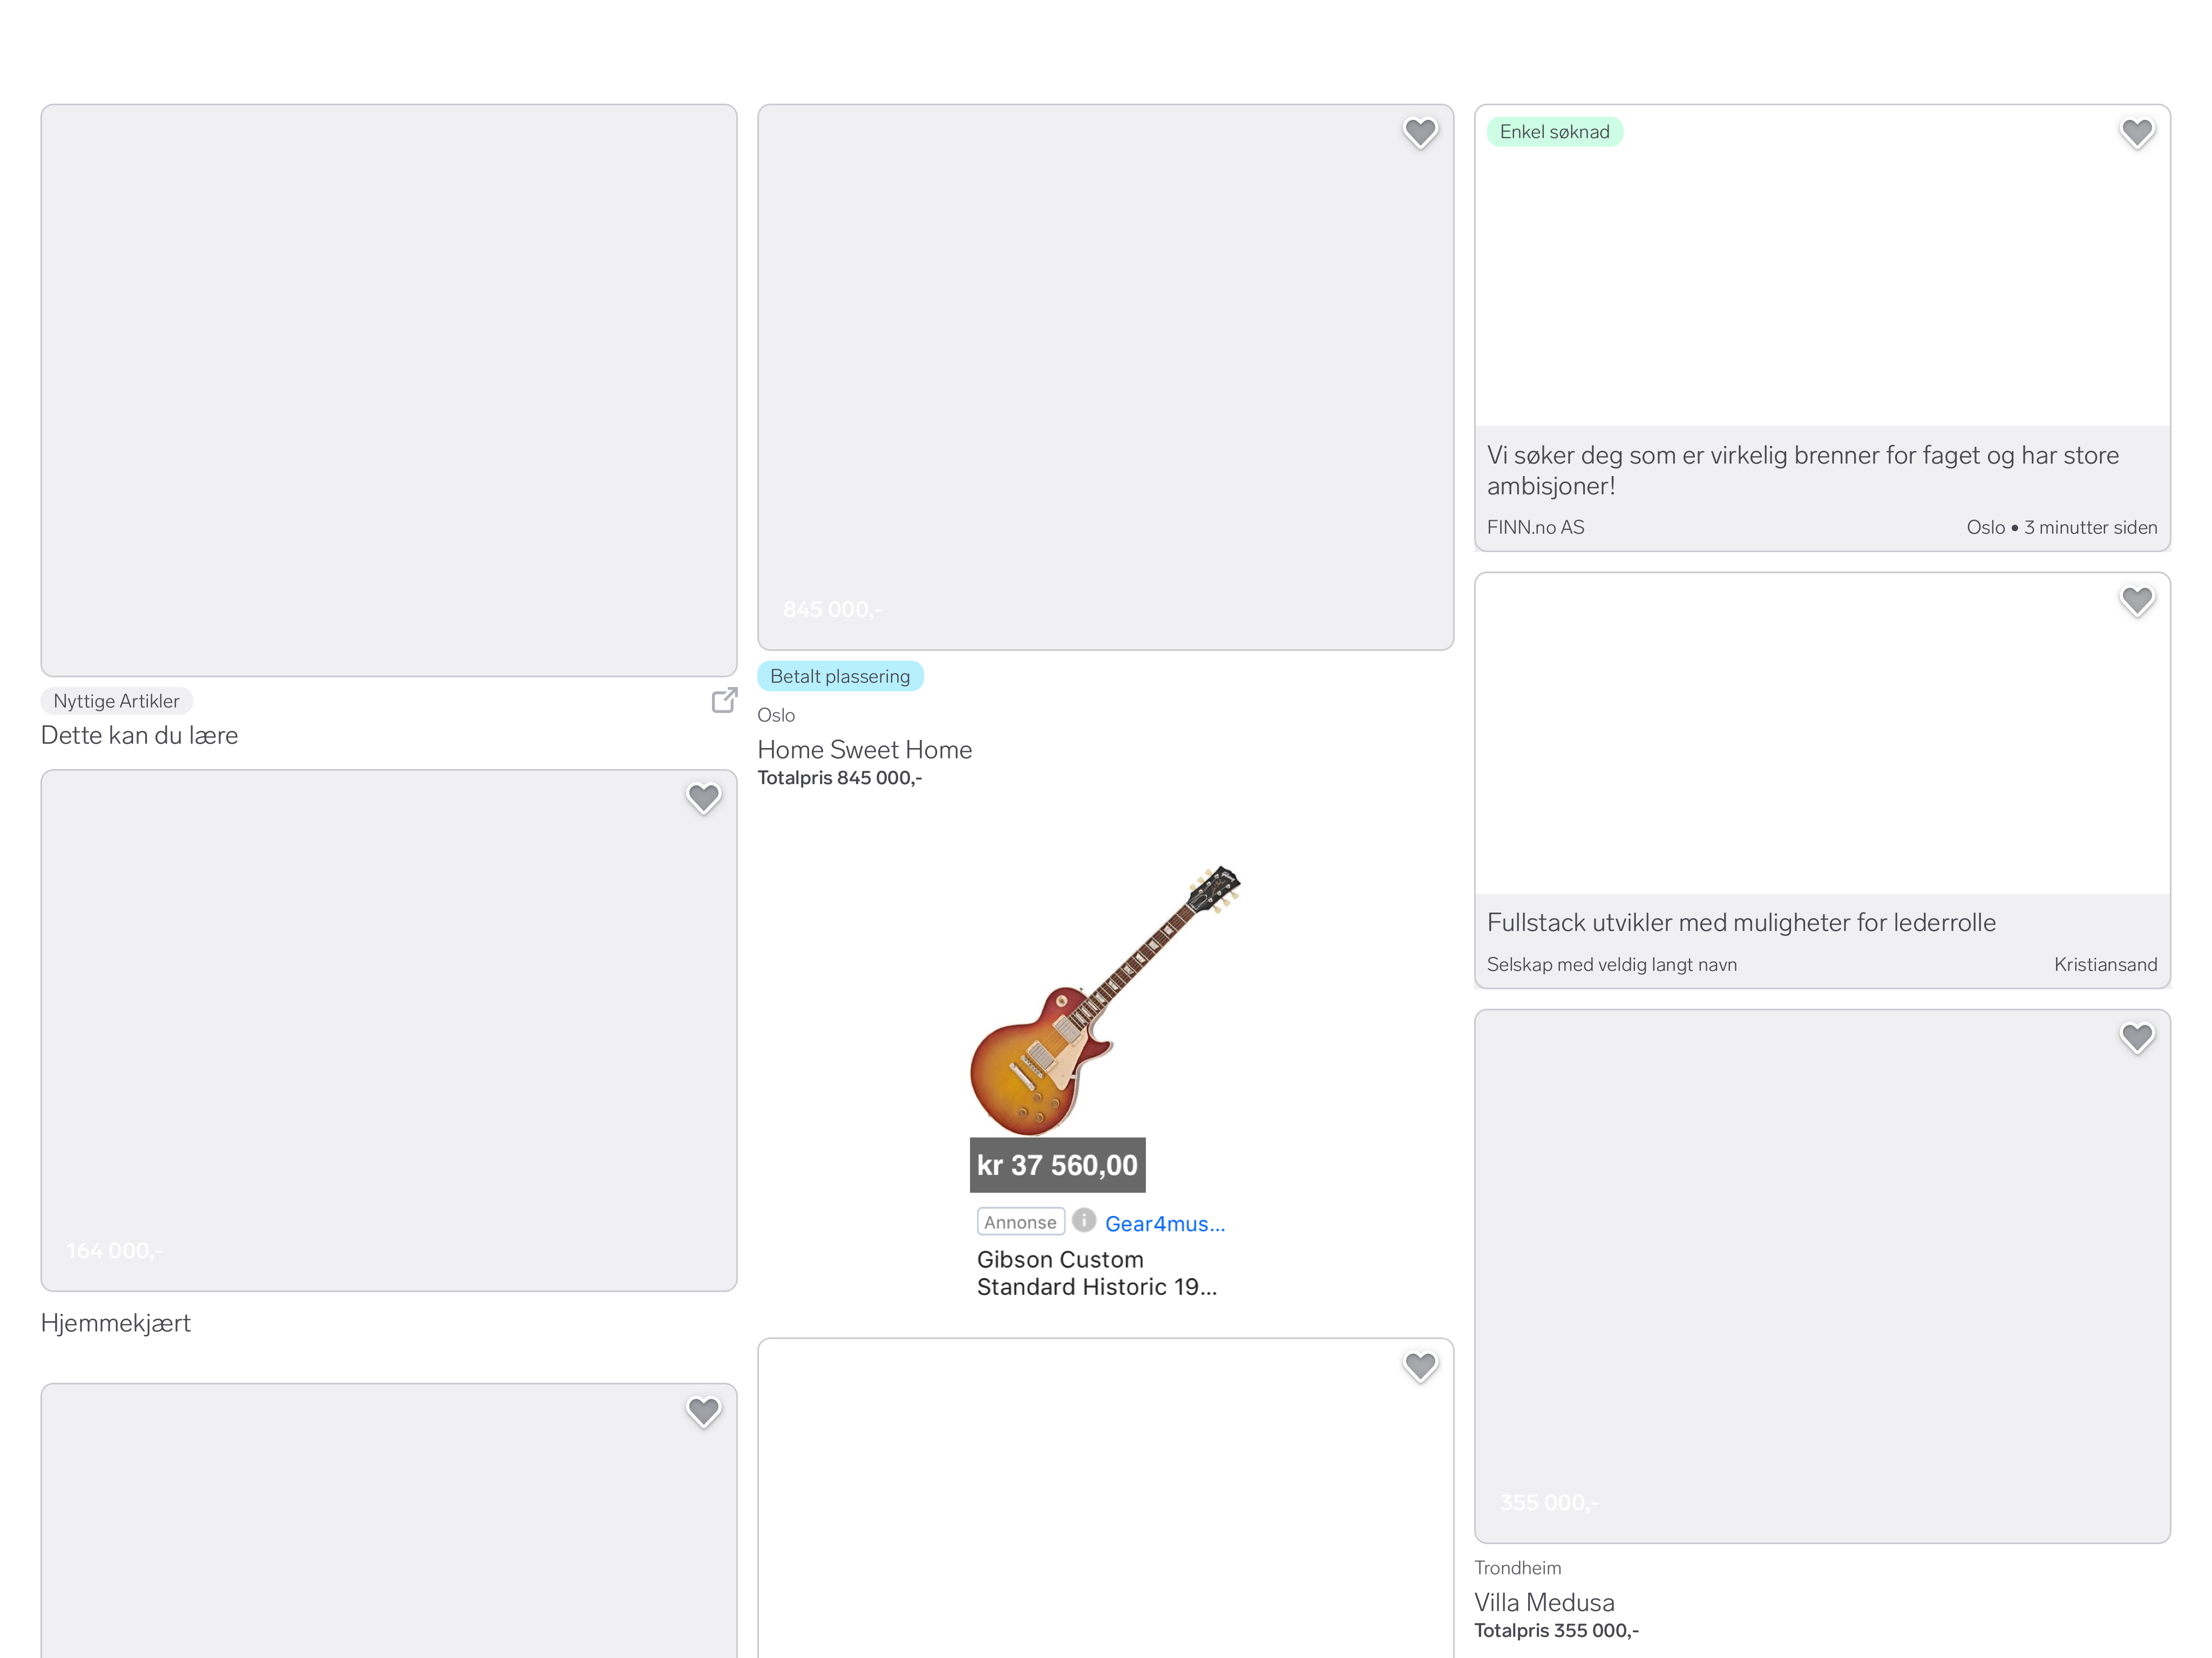 Nyttige Artikler
Dette kan du lære
164 000,-
Hjemmekjært
845 000,-
Betalt plassering
Oslo
Home Sweet Home
Totalpris 845 000,-
kr 37 560,00
Annonse Gear4mus...
Gibson Custom
Standard Historic 19...
Enkel søknad
Vi søker deg som er virkelig brenner for faget og har store
ambisjoner!
FINN.no AS Oslo • 3 minutter siden
Fullstack utvikler med muligheter for lederrolle
Selskap med veldig langt navn Kristiansand
355 000,-
Trondheim
Villa Medusa
Totalpris 355 000,-